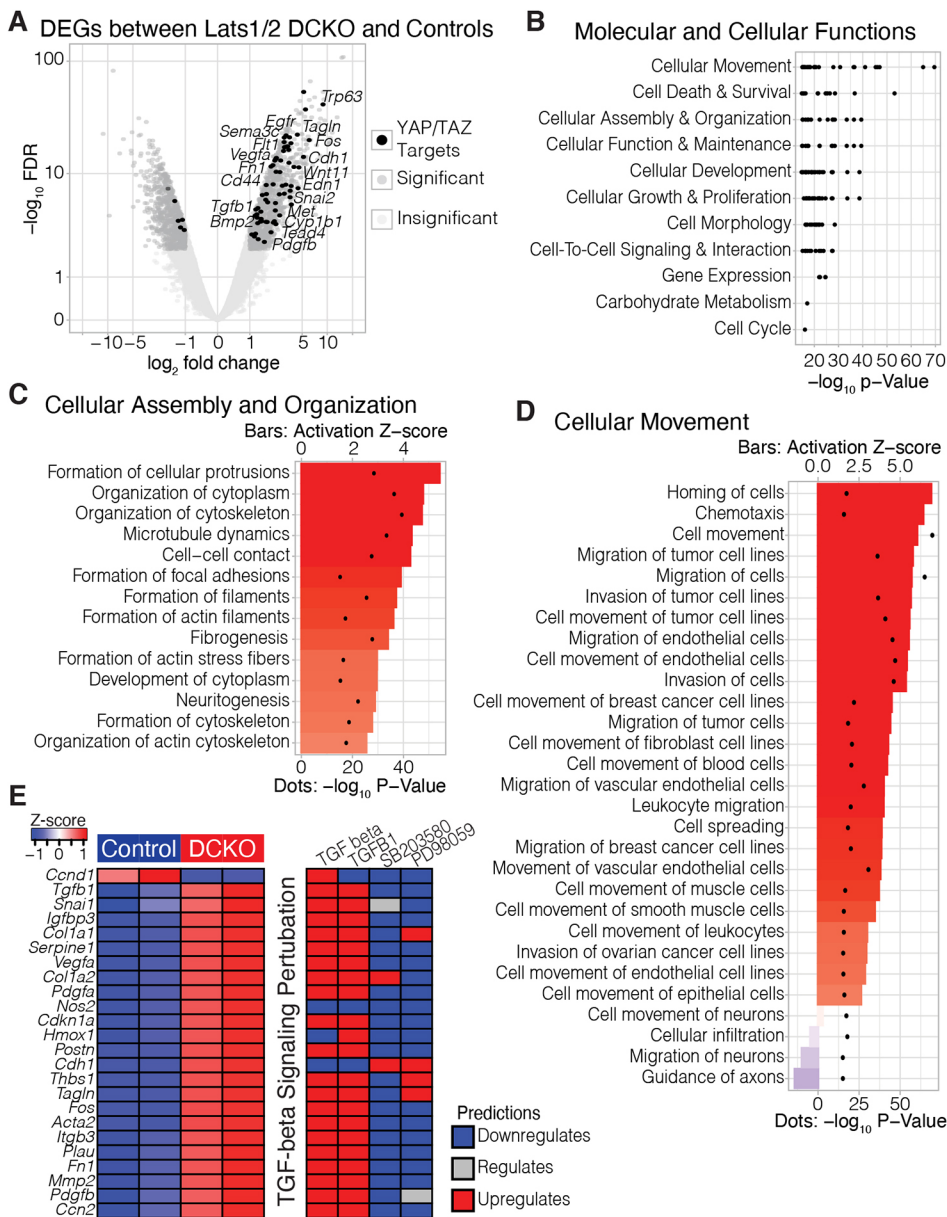 A DEGs between Lats1/2 DCKO and Controls
100
10
1
0
−log10 FDR
−10
−5
−1
0
1
5
10
log2 fold change
Trp63
Egfr
Tagln
Sema3c
Fos
Flt1
Vegfa
Cdh1
Fn1
Wnt11
Cd44
Edn1
Snai2
Tgfb1
Met
Bmp2
Cyp1b1
Tead4
Pdgfb
YAP/TAZ
Targets
Significant
Insignificant
B Molecular and Cellular Functions
Cellular Movement
Cell Death & Survival
Cellular Assembly & Organization
Cellular Function & Maintenance
Cellular Development
Cellular Growth & Proliferation
Cell Morphology
Cell-To-Cell Signaling & Interaction
Gene Expression
Carbohydrate Metabolism
Cell Cycle
20 30 40 50 60 70
−log10 p-Value
C Cellular Assembly and Organization
Bars: Activation Z-score
0 2 4
Formation of cellular protrusions
Organization of cytoplasm
Organization of cytoskeleton
Microtubule dynamics
Cell−cell contact
Formation of focal adhesions
Formation of filaments
Formation of actin filaments
Fibrogenesis
Formation of actin stress fibers
Development of cytoplasm
Neuritogenesis
Formation of cytoskeleton
Organization of actin cytoskeleton
0 20 40
Dots: −log10 P−Value
D Cellular Movement
Bars: Activation Z−score
0.0 2.5 5.0
Homing of cells
Chemotaxis
Cell movement
Migration of tumor cell lines
Migration of cells
Invasion of tumor cell lines
Cell movement of tumor cell lines
Migration of endothelial cells
Cell movement of endothelial cells
Invasion of cells
Cell movement of breast cancer cell lines
Migration of tumor cells
Cell movement of fibroblast cell lines
Cell movement of blood cells
Migration of vascular endothelial cells
Leukocyte migration
Cell spreading
Migration of breast cancer cell lines
Movement of vascular endothelial cells
Cell movement of muscle cells
Cell movement of smooth muscle cells
Cell movement of leukocytes
Invasion of ovarian cancer cell lines
Cell movement of endothelial cell lines
Cell movement of epithelial cells
Cell movement of neurons
Cellular infiltration
Migration of neurons
Guidance of axons
0 25 50
Dots: −log10 P−Value
E
Z-score
−1 0 1
Control DCKO
TGF beta
TGFB1
SB203580
PD98059
Ccnd1
Tgfb1
Snai1
Igfbp3
Col1a1
Serpine1
Vegfa
Col1a2
Pdgfa
Nos2
Cdkn1a
Hmox1
Postn
Cdh1
Thbs1
Tagln
Fos
Acta2
Itgb3
Plau
Fn1
Mmp2
Pdgfb
Ccn2
TGF-beta Signaling Pertubation
Predictions
Downregulates
Regulates
Upregulates